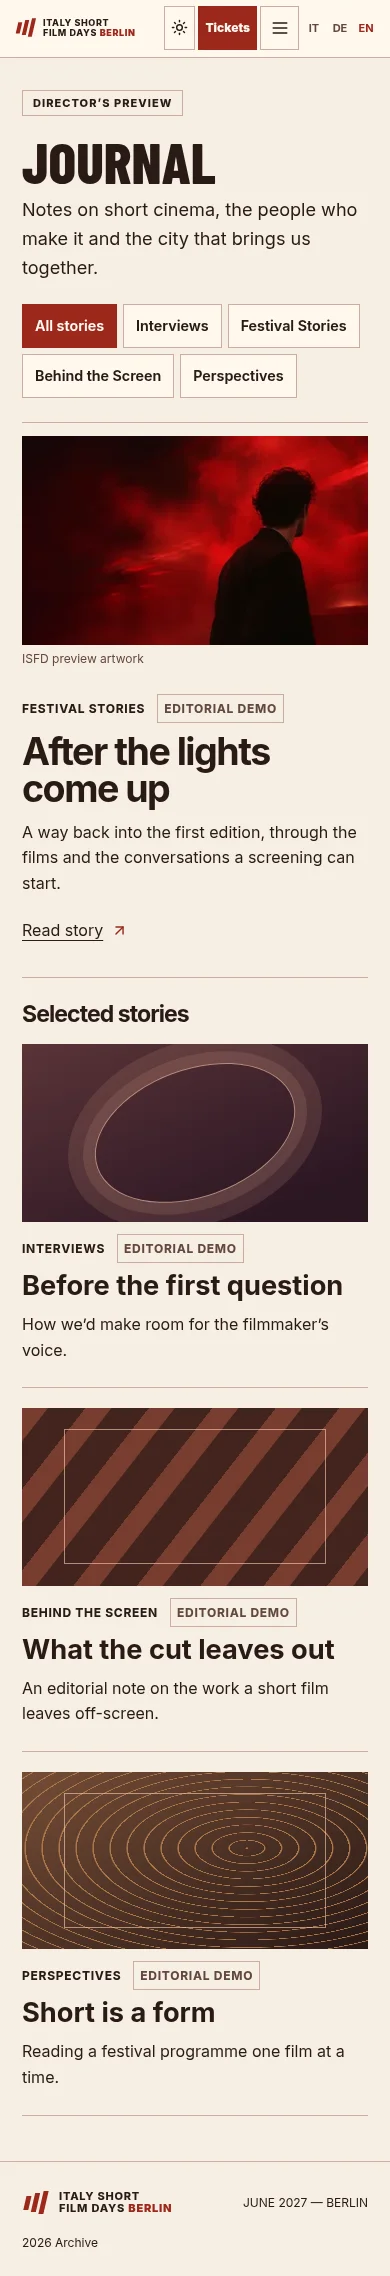 ITALY SHORT
FILM DAYS BERLIN
Tickets
IT DE EN
DIRECTOR’S PREVIEW
JOURNAL
Notes on short cinema, the people who
make it and the city that brings us
together.
All stories
Interviews
Festival Stories
Behind the Screen
Perspectives
ISFD preview artwork
FESTIVAL STORIES
EDITORIAL DEMO
After the lights
come up
A way back into the first edition, through the
films and the conversations a screening can
start.
Read story
Selected stories
INTERVIEWS
EDITORIAL DEMO
Before the first question
How we’d make room for the filmmaker’s
voice.
BEHIND THE SCREEN
EDITORIAL DEMO
What the cut leaves out
An editorial note on the work a short film
leaves off-screen.
PERSPECTIVES
EDITORIAL DEMO
Short is a form
Reading a festival programme one film at a
time.
ITALY SHORT
FILM DAYS BERLIN
JUNE 2027 — BERLIN
2026 Archive